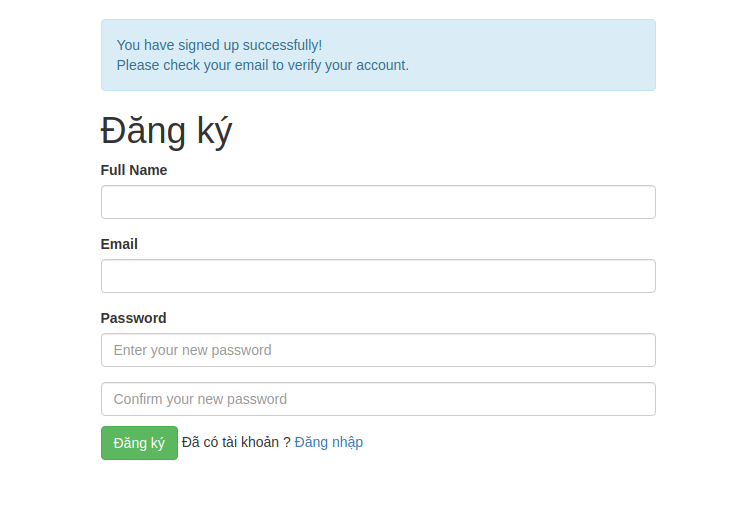 You have signed up successfully!
Please check your email to verify your account.
Đăng ký
Full Name
Email
Password
Enter your new password
Confirm your new password
Đăng ký Đã có tài khoản ? Đăng nhập